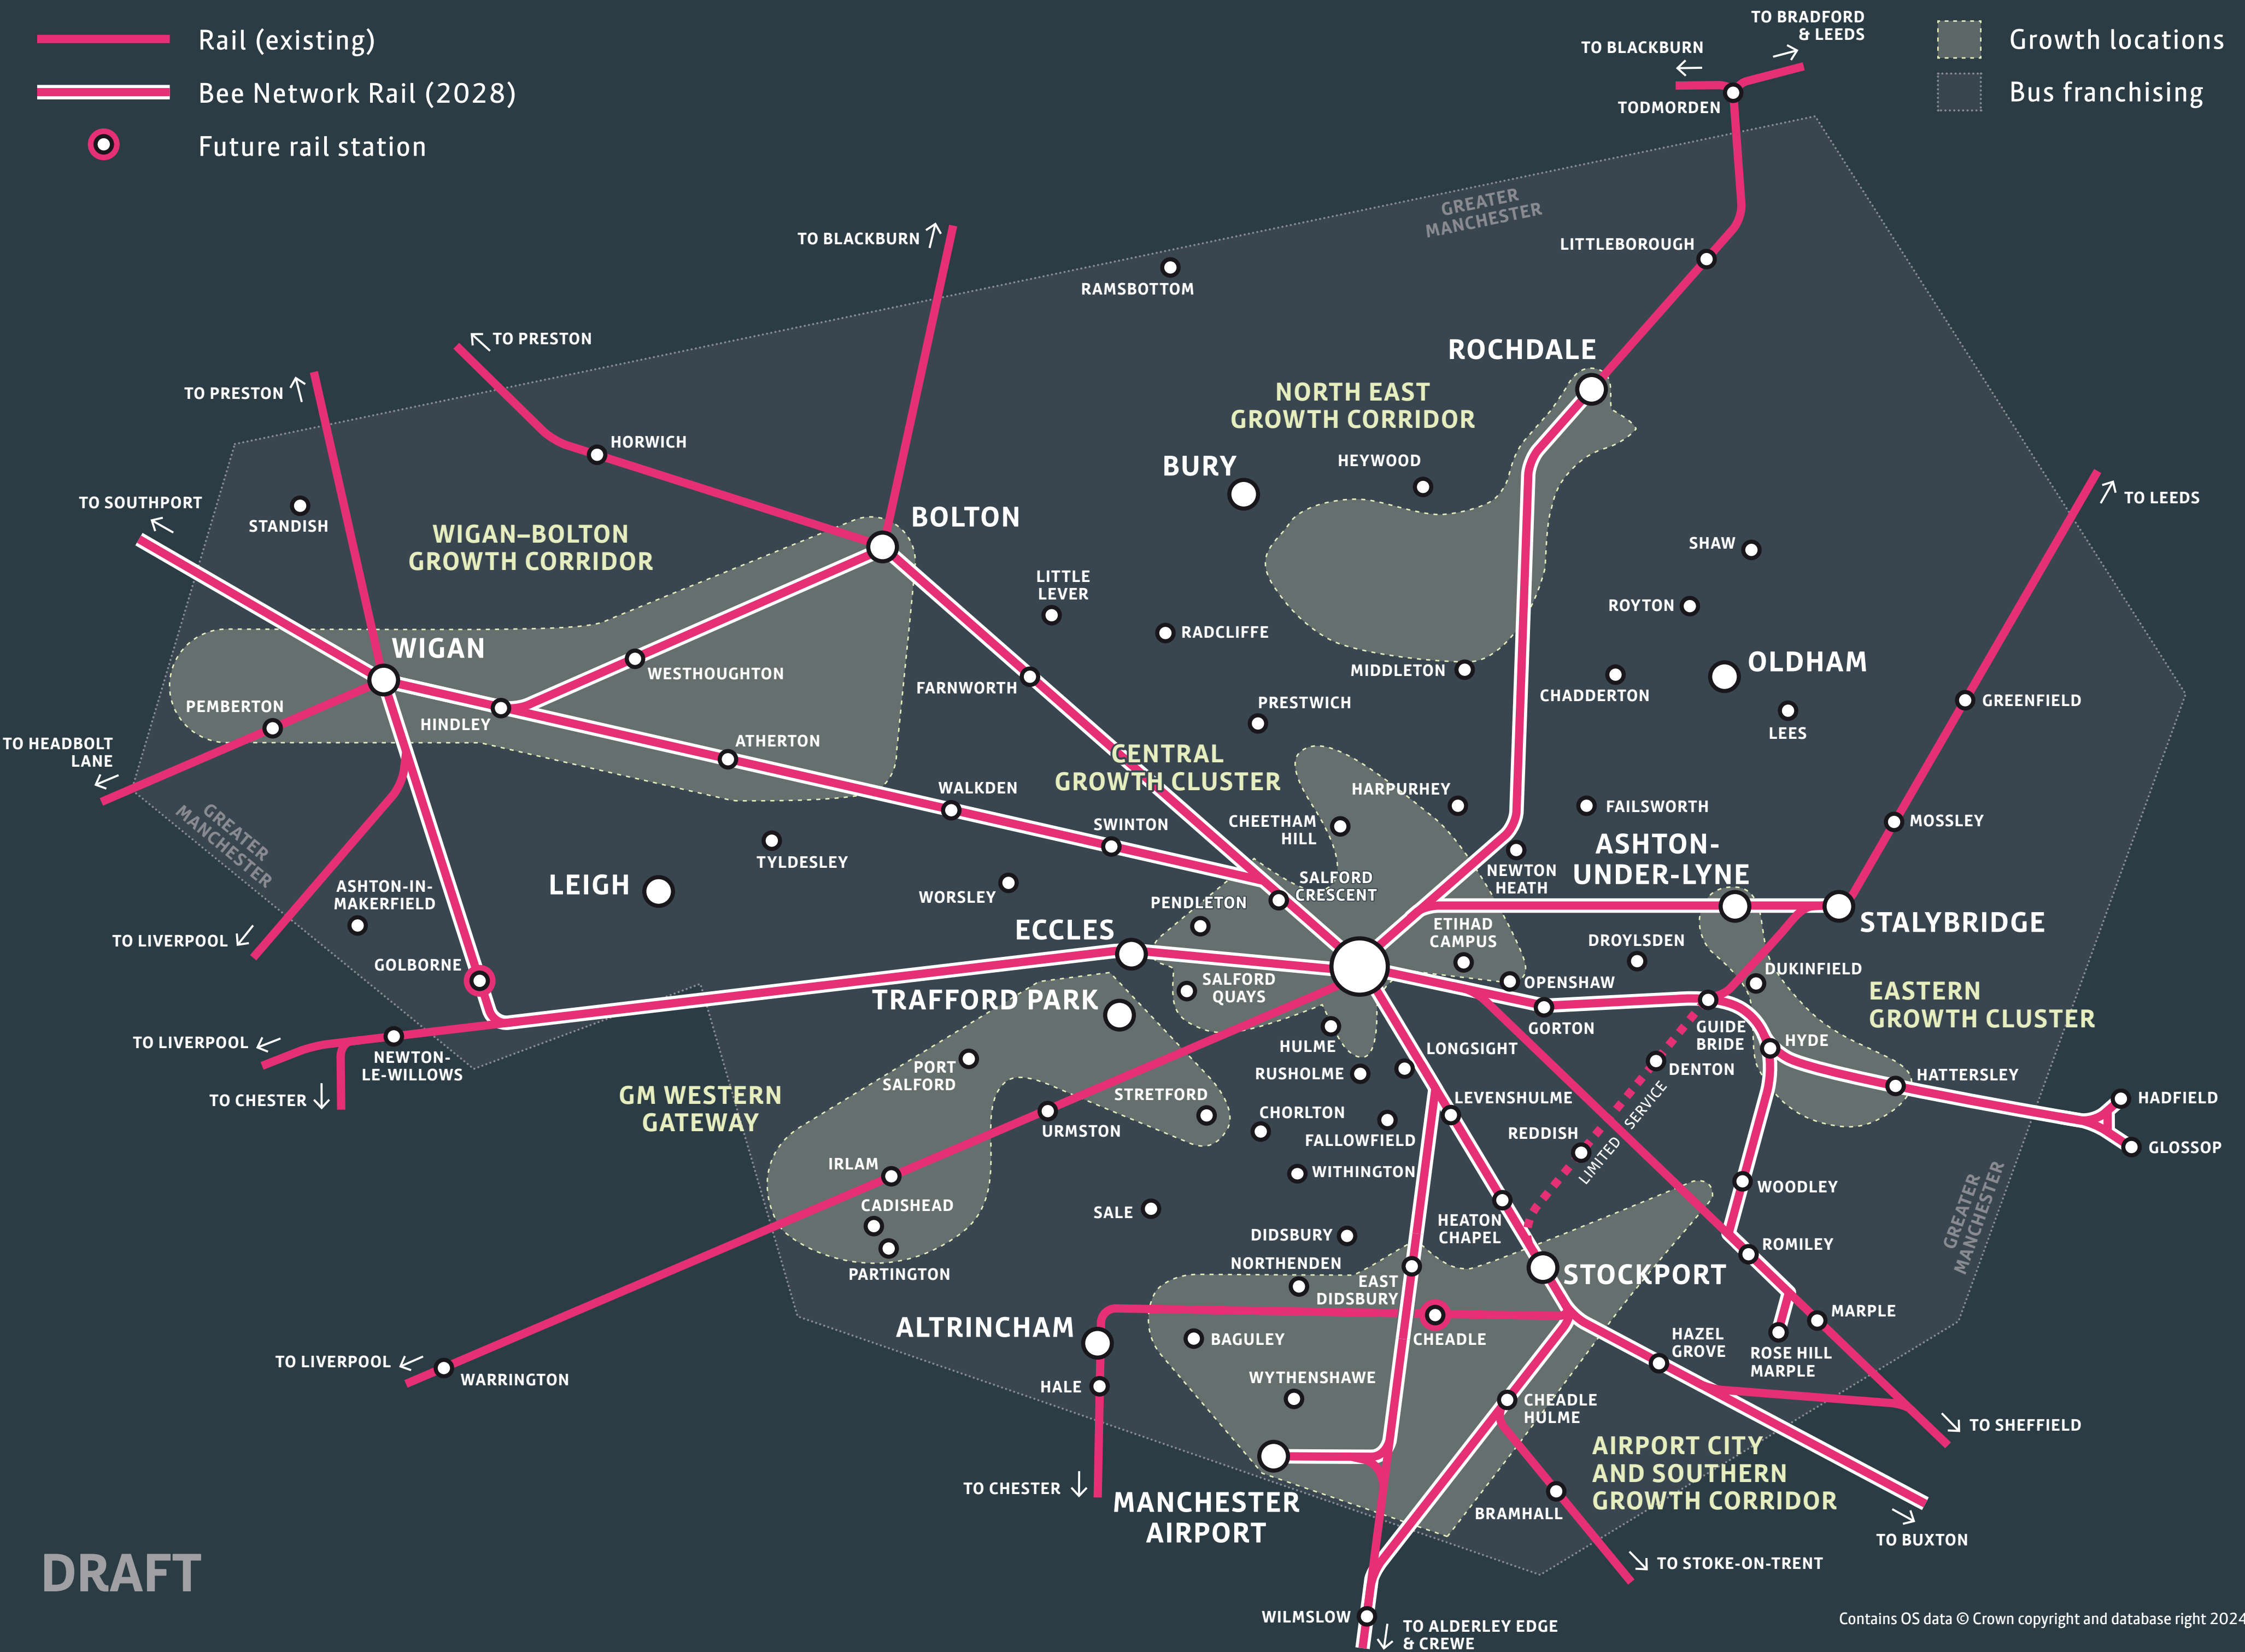 Rail (existing)
Bee Network Rail (2028)
Future rail station
TO BRADFORD
& LEEDS
TO BLACKBURN
Growth locations
Bus franchising
TODMORDEN
GREATER
MANCHESTER
TO BLACKBURN
LITTLEBOROUGH
RAMSBOTTOM
TO PRESTON
TO PRESTON
ROCHDALE
NORTH EAST
GROWTH CORRIDOR
HORWICH
BURY
HEYWOOD
TO SOUTHPORT
STANDISH
WIGAN–BOLTON
GROWTH CORRIDOR
BOLTON
TO LEEDS
SHAW
LITTLE
LEVER
ROYTON
RADCLIFFE
WIGAN
WESTHOUGHTON
MIDDLETON
OLDHAM
CHADDERTON
FARNWORTH
PEMBERTON
HINDLEY
PRESTWICH
GREENFIELD
LEES
TO HEADBOLT
LANE
ATHERTON
CENTRAL
GROWTH CLUSTER
WALKDEN
HARPURHEY
FAILSWORTH
GREATER
MANCHESTER
SWINTON
CHEETHAM
HILL
MOSSLEY
TYLDESLEY
ASHTON-
UNDER-LYNE
NEWTON
HEATH
LEIGH
ASHTON-IN-
MAKERFIELD
WORSLEY
SALFORD
CRESCENT
PENDLETON
STALYBRIDGE
ECCLES
ETIHAD
CAMPUS
DROYLSDEN
TO LIVERPOOL
GOLBORNE
DUKINFIELD
SALFORD
QUAYS
OPENSHAW
TRAFFORD PARK
EASTERN
GROWTH CLUSTER
GORTON
GUIDE
BRIDGE
HYDE
TO LIVERPOOL
NEWTON-
LE-WILLOWS
HULME
LONGSIGHT
PORT
SALFORD
RUSHOLME
DENTON
HATTERSLEY
TO CHESTER
GM WESTERN
GATEWAY
STRETFORD
LEVENSHULME
HADFIELD
URMSTON
CHORLTON
FALLOWFIELD
REDDISH
LIMITED SERVICE
GLOSSOP
IRLAM
WITHINGTON
WOODLEY
CADISHEAD
SALE
GREATER
MANCHESTER
HEATON
CHAPEL
DIDSBURY
ROMILEY
PARTINGTON
NORTHENDEN
STOCKPORT
EAST
DIDSBURY
MARPLE
ALTRINCHAM
BAGULEY
CHEADLE
HAZEL
GROVE
ROSE HILL
MARPLE
TO LIVERPOOL
WARRINGTON
HALE
WYTHENSHAWE
CHEADLE
HULME
TO SHEFFIELD
AIRPORT CITY
AND SOUTHERN
GROWTH CORRIDOR
TO CHESTER
MANCHESTER
AIRPORT
BRAMHALL
TO BUXTON
TO STOKE-ON-TRENT
DRAFT
WILMSLOW
TO ALDERLEY EDGE
& CREWE
Contains OS data © Crown copyright and database right 2024